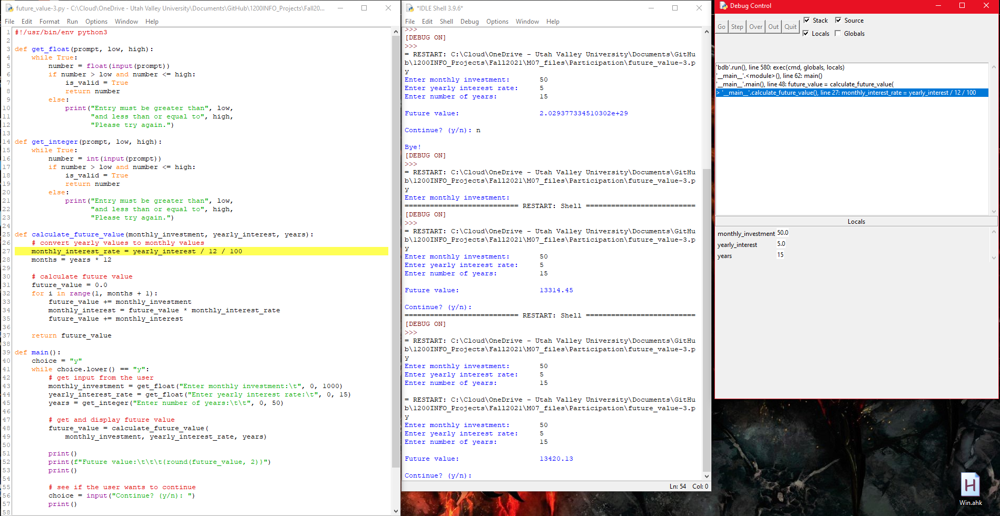 future_value-3.py - C:\Cloud\OneDrive - Utah Valley University\Documents\GitHub\1200INFO_Projects\Fall20...
File Edit Format Run Options Window Help
1 #!/usr/bin/env python3
2
3 def get_float(prompt, low, high):
4     while True:
5         number = float(input(prompt))
6         if number > low and number <= high:
7             is_valid = True
8             return number
9         else:
10             print("Entry must be greater than", low,
11                   "and less than or equal to", high,
12                   "Please try again.")
13
14 def get_integer(prompt, low, high):
15     while True:
16         number = int(input(prompt))
17         if number > low and number <= high:
18             is_valid = True
19             return number
20         else:
21             print("Entry must be greater than", low,
22                   "and less than or equal to", high,
23                   "Please try again.")
24
25 def calculate_future_value(monthly_investment, yearly_interest, years):
26     # convert yearly values to monthly values
27     monthly_interest_rate = yearly_interest / 12 / 100
28     months = years * 12
29
30     # calculate future value
31     future_value = 0.0
32     for i in range(1, months + 1):
33         future_value += monthly_investment
34         monthly_interest = future_value * monthly_interest_rate
35         future_value += monthly_interest
36
37     return future_value
38
39 def main():
40     choice = "y"
41     while choice.lower() == "y":
42         # get input from the user
43         monthly_investment = get_float("Enter monthly investment:\t", 0, 1000)
44         yearly_interest_rate = get_float("Enter yearly interest rate:\t", 0, 15)
45         years = get_integer("Enter number of years:\t\t", 0, 50)
46
47         # get and display future value
48         future_value = calculate_future_value(
49             monthly_investment, yearly_interest_rate, years)
50
51         print()
52         print(f"Future value:\t\t\t{round(future_value, 2)}")
53         print()
54
55         # see if the user wants to continue
56         choice = input("Continue? (y/n): ")
57         print()
58
*IDLE Shell 3.9.6*
File Edit Shell Debug Options Window Help
>>>
[DEBUG ON]
>>>
= RESTART: C:\Cloud\OneDrive - Utah Valley University\Documents\GitHu
b\1200INFO_Projects\Fall2021\M07_files\Participation\future_value-3.p
y
Enter monthly investment: 50
Enter yearly interest rate: 5
Enter number of years: 15
Future value: 2.029377334510302e+29
Continue? (y/n): n
Bye!
[DEBUG ON]
>>>
= RESTART: C:\Cloud\OneDrive - Utah Valley University\Documents\GitHu
b\1200INFO_Projects\Fall2021\M07_files\Participation\future_value-3.p
y
Enter monthly investment:
=========================== RESTART: Shell ==========================
[DEBUG ON]
>>>
= RESTART: C:\Cloud\OneDrive - Utah Valley University\Documents\GitHu
b\1200INFO_Projects\Fall2021\M07_files\Participation\future_value-3.p
y
Enter monthly investment: 50
Enter yearly interest rate: 5
Enter number of years: 15
Future value: 13314.45
Continue? (y/n):
=========================== RESTART: Shell ==========================
[DEBUG ON]
>>>
= RESTART: C:\Cloud\OneDrive - Utah Valley University\Documents\GitHu
b\1200INFO_Projects\Fall2021\M07_files\Participation\future_value-3.p
y
Enter monthly investment: 50
Enter yearly interest rate: 5
Enter number of years: 15
= RESTART: C:\Cloud\OneDrive - Utah Valley University\Documents\GitHu
b\1200INFO_Projects\Fall2021\M07_files\Participation\future_value-3.p
y
Enter monthly investment: 50
Enter yearly interest rate: 5
Enter number of years: 15
Future value: 13420.13
Continue? (y/n):
Ln: 54 Col: 0
Debug Control
Go Step Over Out Quit
Stack Source
Locals Globals
'bdb'.run(), line 580: exec(cmd, globals, locals)
'__main__'.<module>(), line 62: main()
'__main__'.main(), line 48: future_value = calculate_future_value(
> '__main__'.calculate_future_value(), line 27: monthly_interest_rate = yearly_interest / 12 / 100
Locals
monthly_investment 50.0
yearly_interest 5.0
years 15
H
Win.ahk